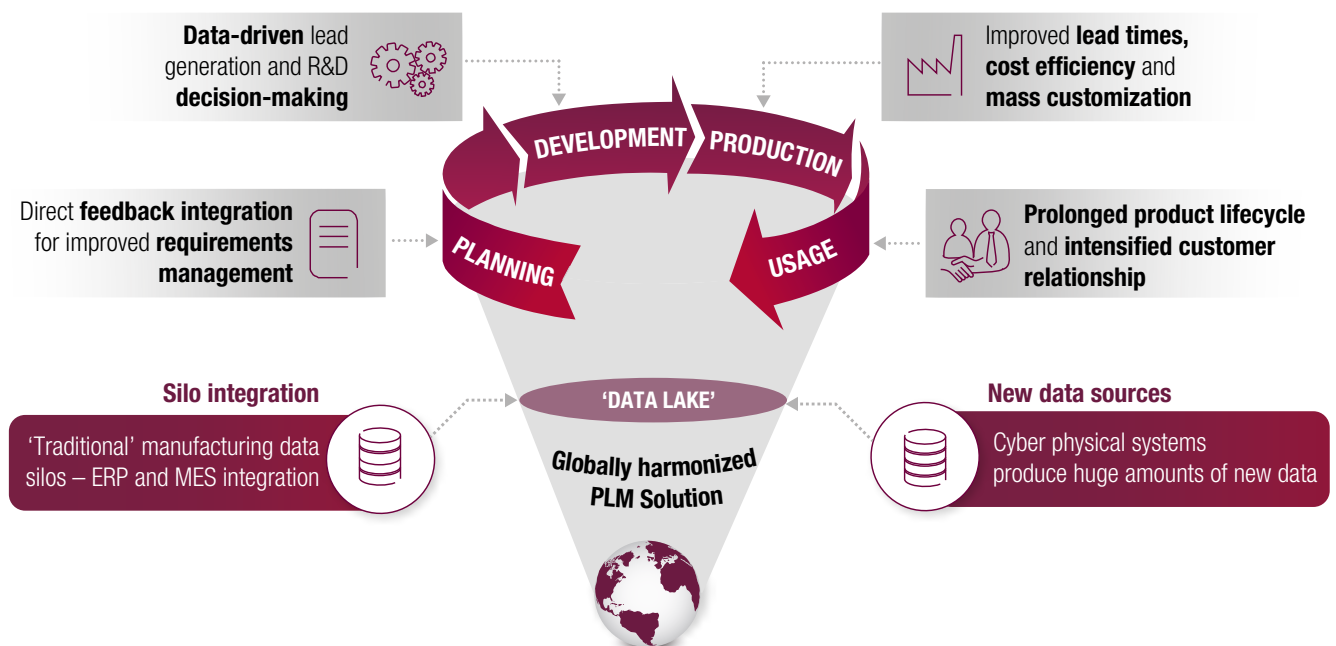 Data-driven lead
generation and R&D
decision-making
Improved lead times,
cost efficiency and
mass customization
DEVELOPMENT
PRODUCTION
Direct feedback integration
for improved requirements
management
PLANNING
USAGE
Prolonged product lifecycle
and intensified customer
relationship
Silo integration
‘Traditional’ manufacturing data
silos – ERP and MES integration
‘DATA LAKE’
New data sources
Cyber physical systems
produce huge amounts of new data
Globally harmonized
PLM Solution